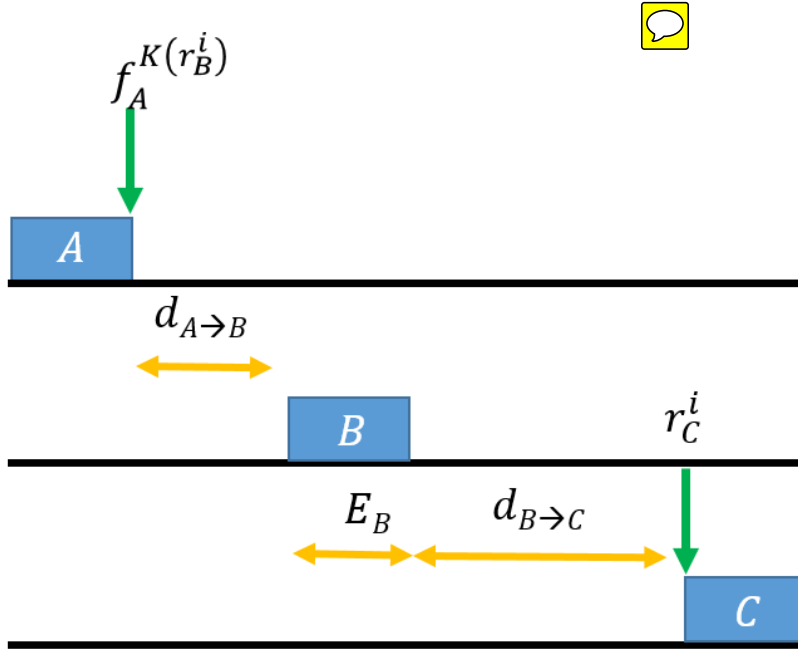 f_A^{K(r_B^i)}
A
d_{A→B}
B
r_C^i
E_B
d_{B→C}
C